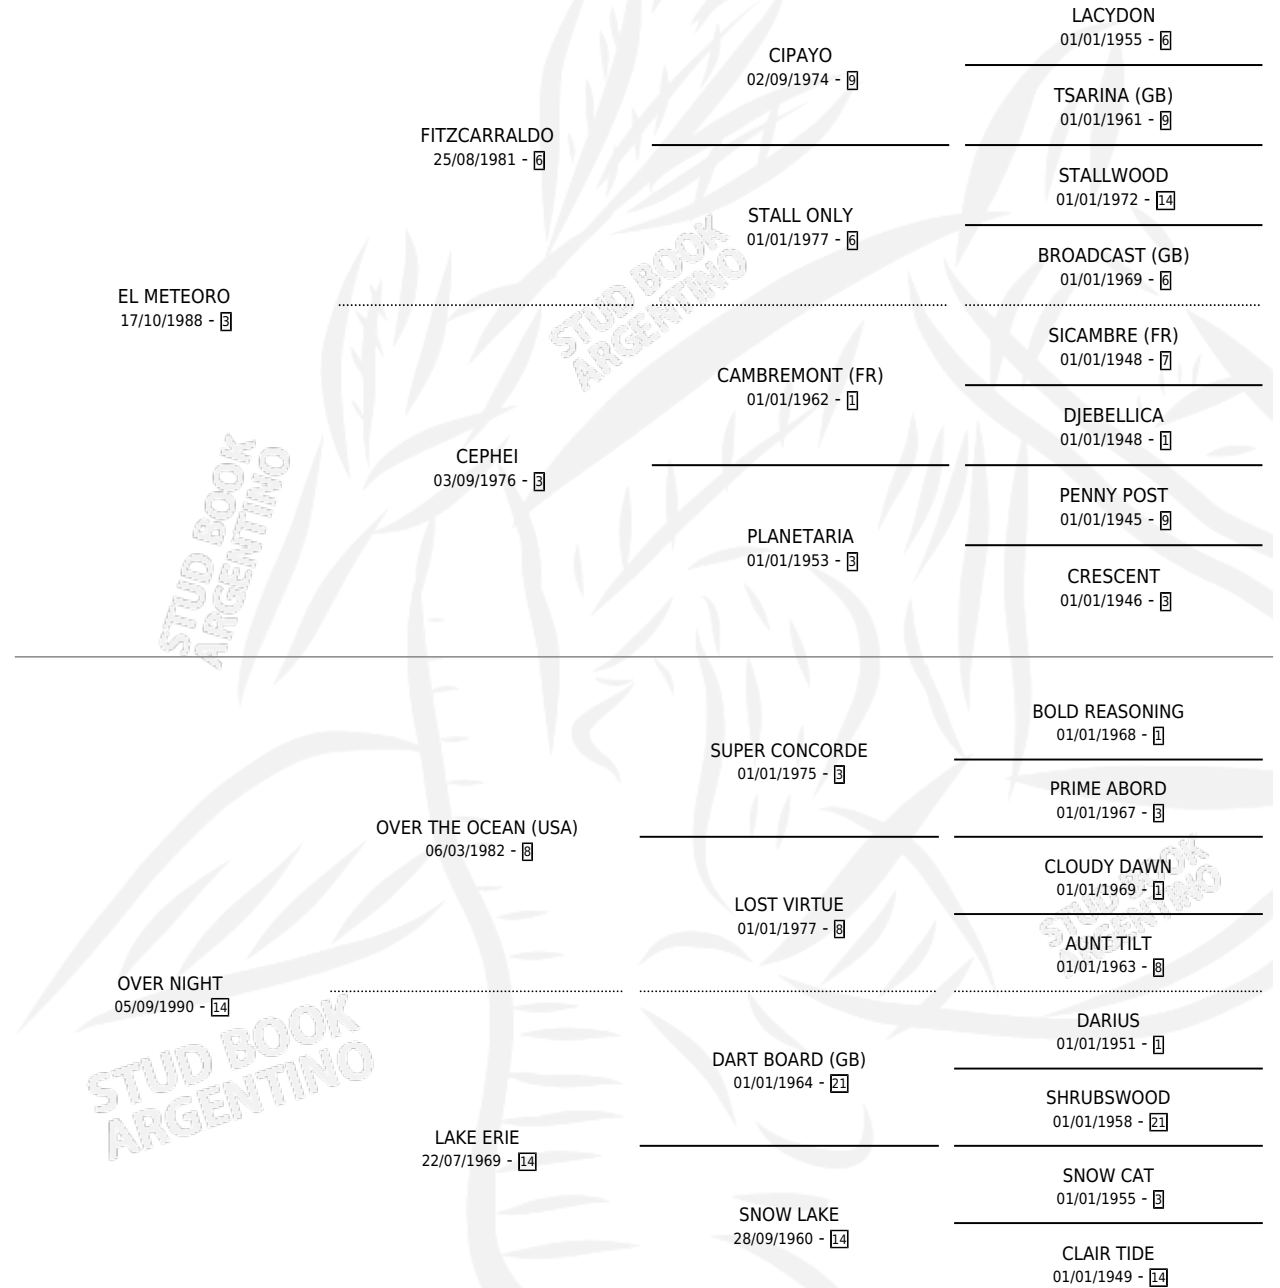 LACYDON
01/01/1955 - 6
CIPAYO
02/09/1974 - 9
TSARINA (GB)
01/01/1961 - 9
FITZCARRALDO
25/08/1981 - 6
STALLWOOD
01/01/1972 - 14
STALL ONLY
01/01/1977 - 6
BROADCAST (GB)
01/01/1969 - 6
EL METEORO
17/10/1988 - 3
SICAMBRE (FR)
01/01/1948 - 7
CAMBREMONT (FR)
01/01/1962 - 1
DJEBELLICA
01/01/1948 - 1
CEPHEI
03/09/1976 - 3
PENNY POST
01/01/1945 - 9
PLANETARIA
01/01/1953 - 3
CRESCENT
01/01/1946 - 3
BOLD REASONING
01/01/1968 - 1
SUPER CONCORDE
01/01/1975 - 3
PRIME ABORD
01/01/1967 - 3
OVER THE OCEAN (USA)
06/03/1982 - 8
CLOUDY DAWN
01/01/1969 - 1
LOST VIRTUE
01/01/1977 - 8
AUNT TILT
01/01/1963 - 8
OVER NIGHT
05/09/1990 - 14
DARIUS
01/01/1951 - 1
DART BOARD (GB)
01/01/1964 - 21
SHRUBSWOOD
01/01/1958 - 21
LAKE ERIE
22/07/1969 - 14
SNOW CAT
01/01/1955 - 3
SNOW LAKE
28/09/1960 - 14
CLAIR TIDE
01/01/1949 - 14
STUD BOOK
ARGENTINO
STUD BOOK
ARGENTINO
STUD BOOK
ARGENTINO
STUD BOOK
ARGENTINO